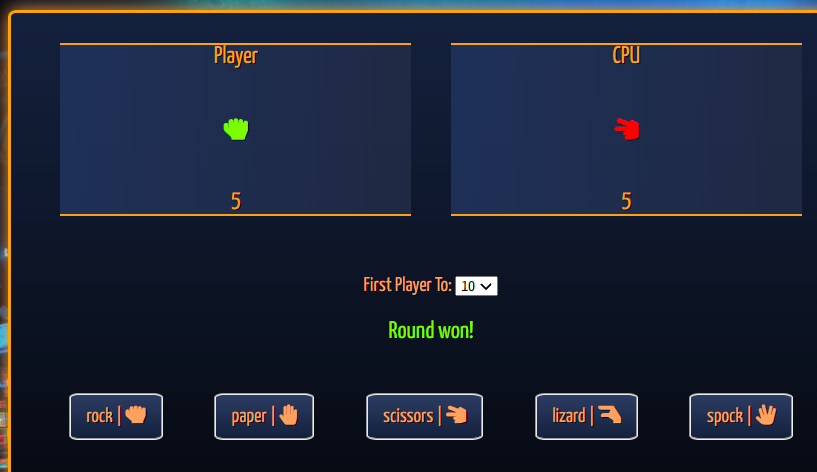 Player
CPU
5
5
First Player To: 10
Round won!
rock |
paper |
scissors |
lizard |
spock |